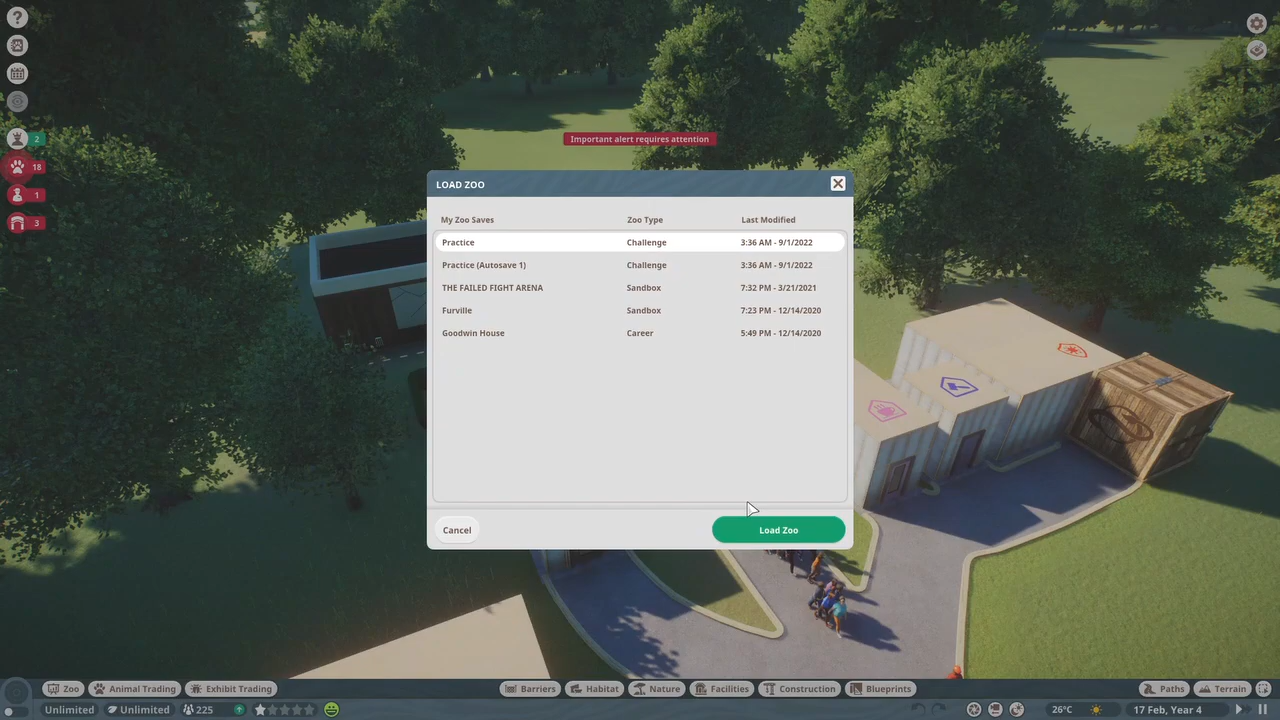 ?
2
18
1
3
Important alert requires attention
LOAD ZOO
My Zoo Saves Zoo Type Last Modified
Practice Challenge 3:36 AM - 9/1/2022
Practice (Autosave 1) Challenge 3:36 AM - 9/1/2022
THE FAILED FIGHT ARENA Sandbox 7:32 PM - 3/21/2021
Furville Sandbox 7:23 PM - 12/14/2020
Goodwin House Career 5:49 PM - 12/14/2020
Cancel Load Zoo
Zoo Animal Trading Exhibit Trading Barriers Habitat Nature Facilities Construction Blueprints Paths Terrain
Unlimited Unlimited 225 26°C 17 Feb, Year 4